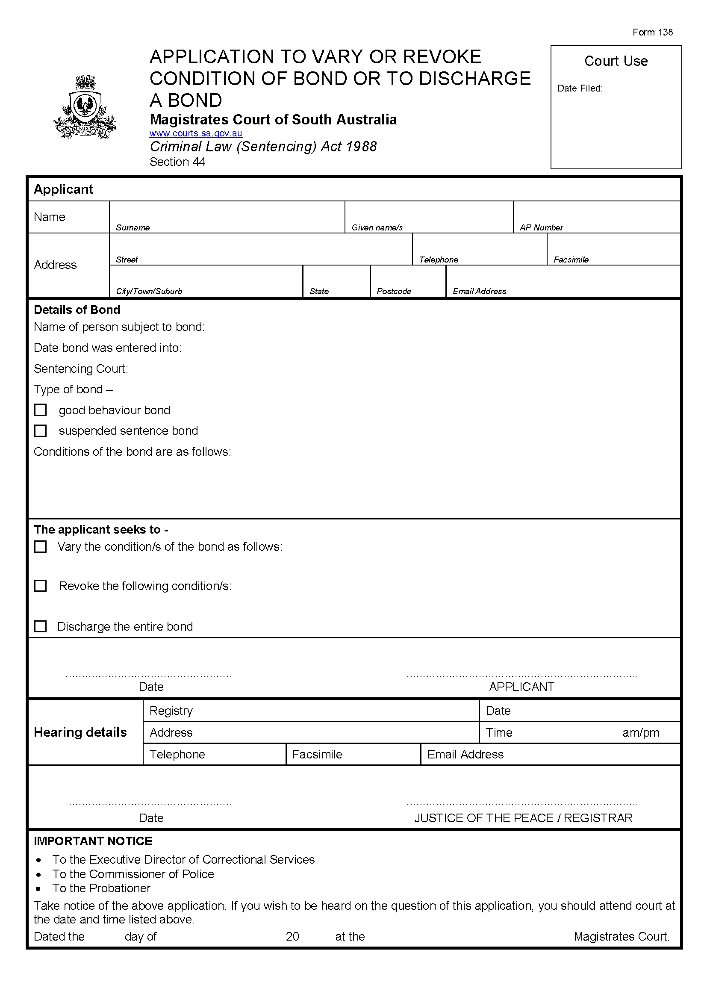 Form 138
APPLICATION TO VARY OR REVOKE
CONDITION OF BOND OR TO DISCHARGE
A BOND
Magistrates Court of South Australia
www.courts.sa.gov.au
Criminal Law (Sentencing) Act 1988
Section 44
Court Use
Date Filed:
SOUTH AUSTRALIA
Applicant
Name
Surname
Given name/s
AP Number
Address
Street
Telephone
Facsimile
City/Town/Suburb
State
Postcode
Email Address
Details of Bond
Name of person subject to bond:
Date bond was entered into:
Sentencing Court:
Type of bond –
good behaviour bond
suspended sentence bond
Conditions of the bond are as follows:
The applicant seeks to -
Vary the condition/s of the bond as follows:
Revoke the following condition/s:
Discharge the entire bond
Date
APPLICANT
Hearing details
Registry
Date
Address
Time am/pm
Telephone
Facsimile
Email Address
Date
JUSTICE OF THE PEACE / REGISTRAR
IMPORTANT NOTICE
• To the Executive Director of Correctional Services
• To the Commissioner of Police
• To the Probationer
Take notice of the above application. If you wish to be heard on the question of this application, you should attend court at
the date and time listed above.
Dated the day of 20 at the Magistrates Court.